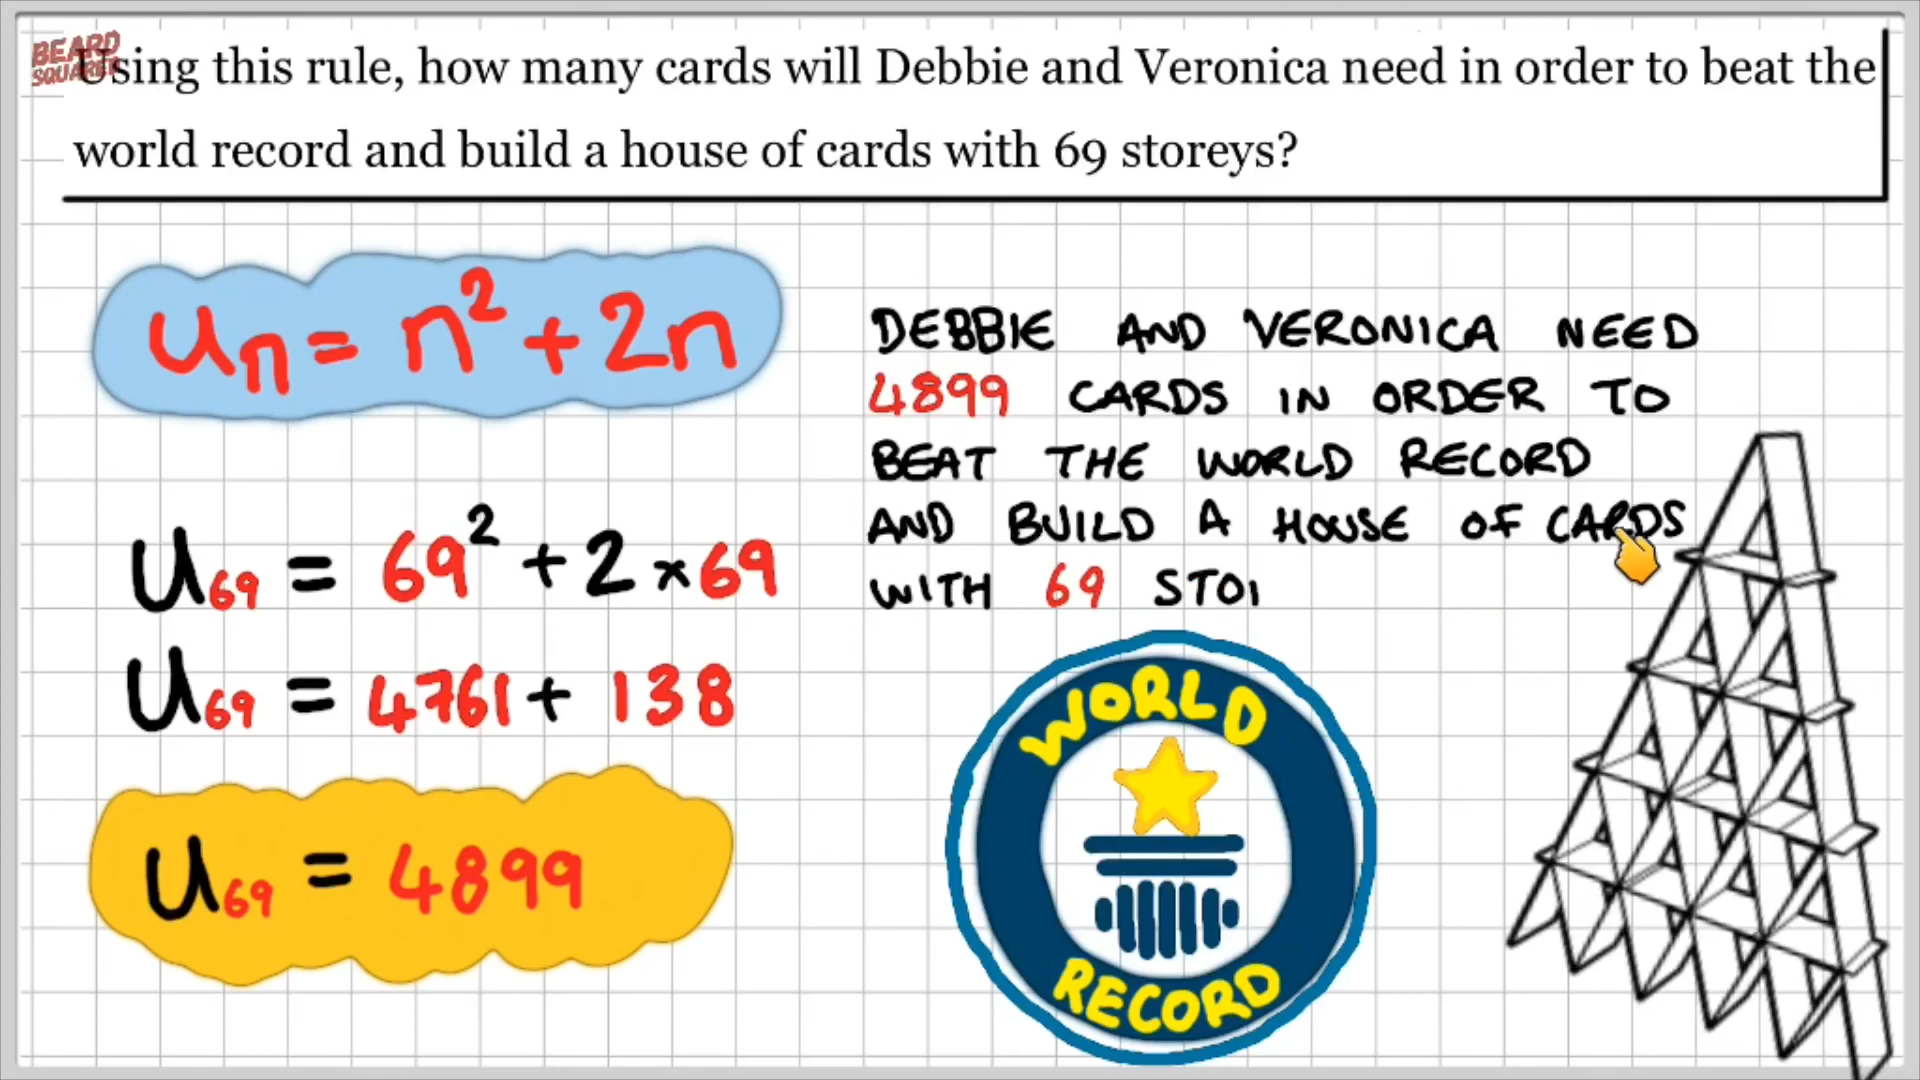 BEARD
SQUARED
Using this rule, how many cards will Debbie and Veronica need in order to beat the
world record and build a house of cards with 69 storeys?
uₙ = n² + 2n
DEBBIE AND VERONICA NEED
4899 CARDS IN ORDER TO
BEAT THE WORLD RECORD
AND BUILD A HOUSE OF CARDS
WITH 69 STOI
U₆₉ = 69² + 2 × 69
U₆₉ = 4761 + 138
U₆₉ = 4899
WORLD
RECORD